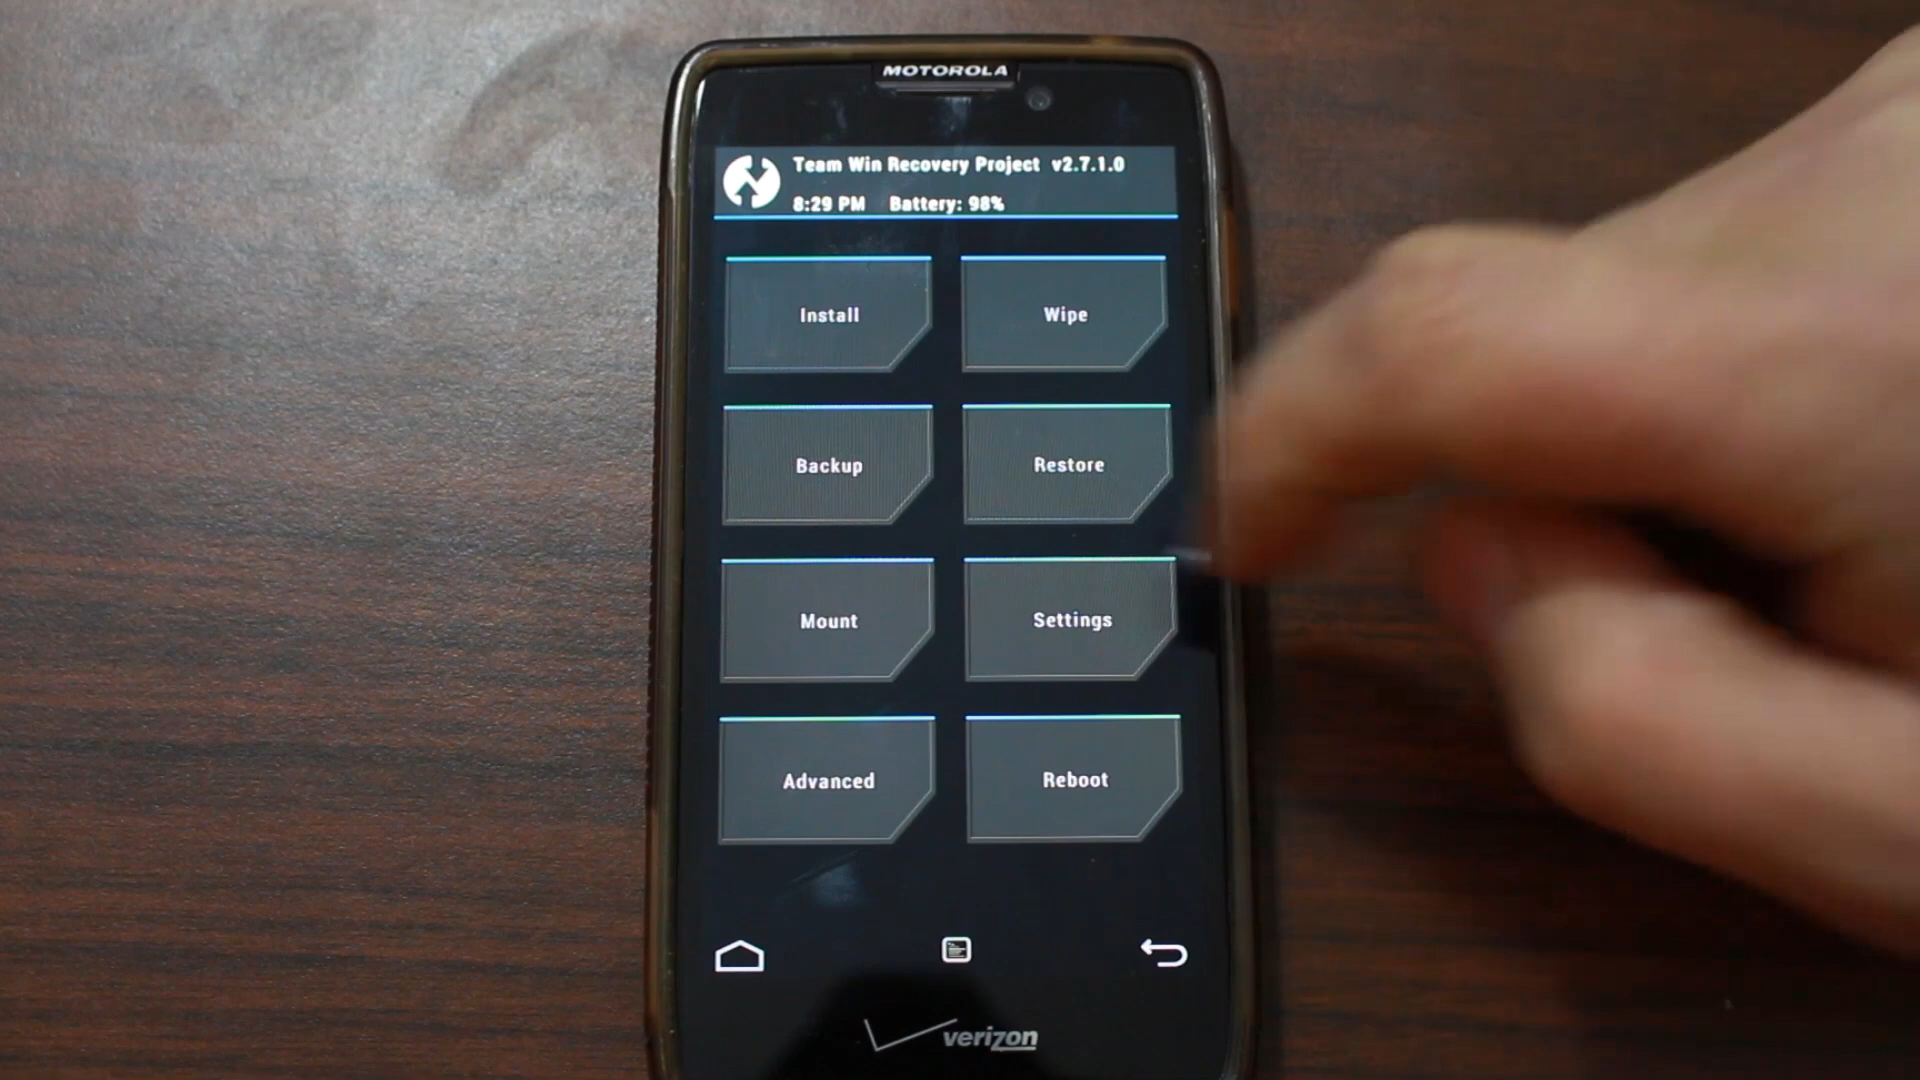 MOTOROLA
Team Win Recovery Project v2.7.1.0
8:29 PM Battery: 98%
Install Wipe
Backup Restore
Mount Settings
Advanced Reboot
verizon